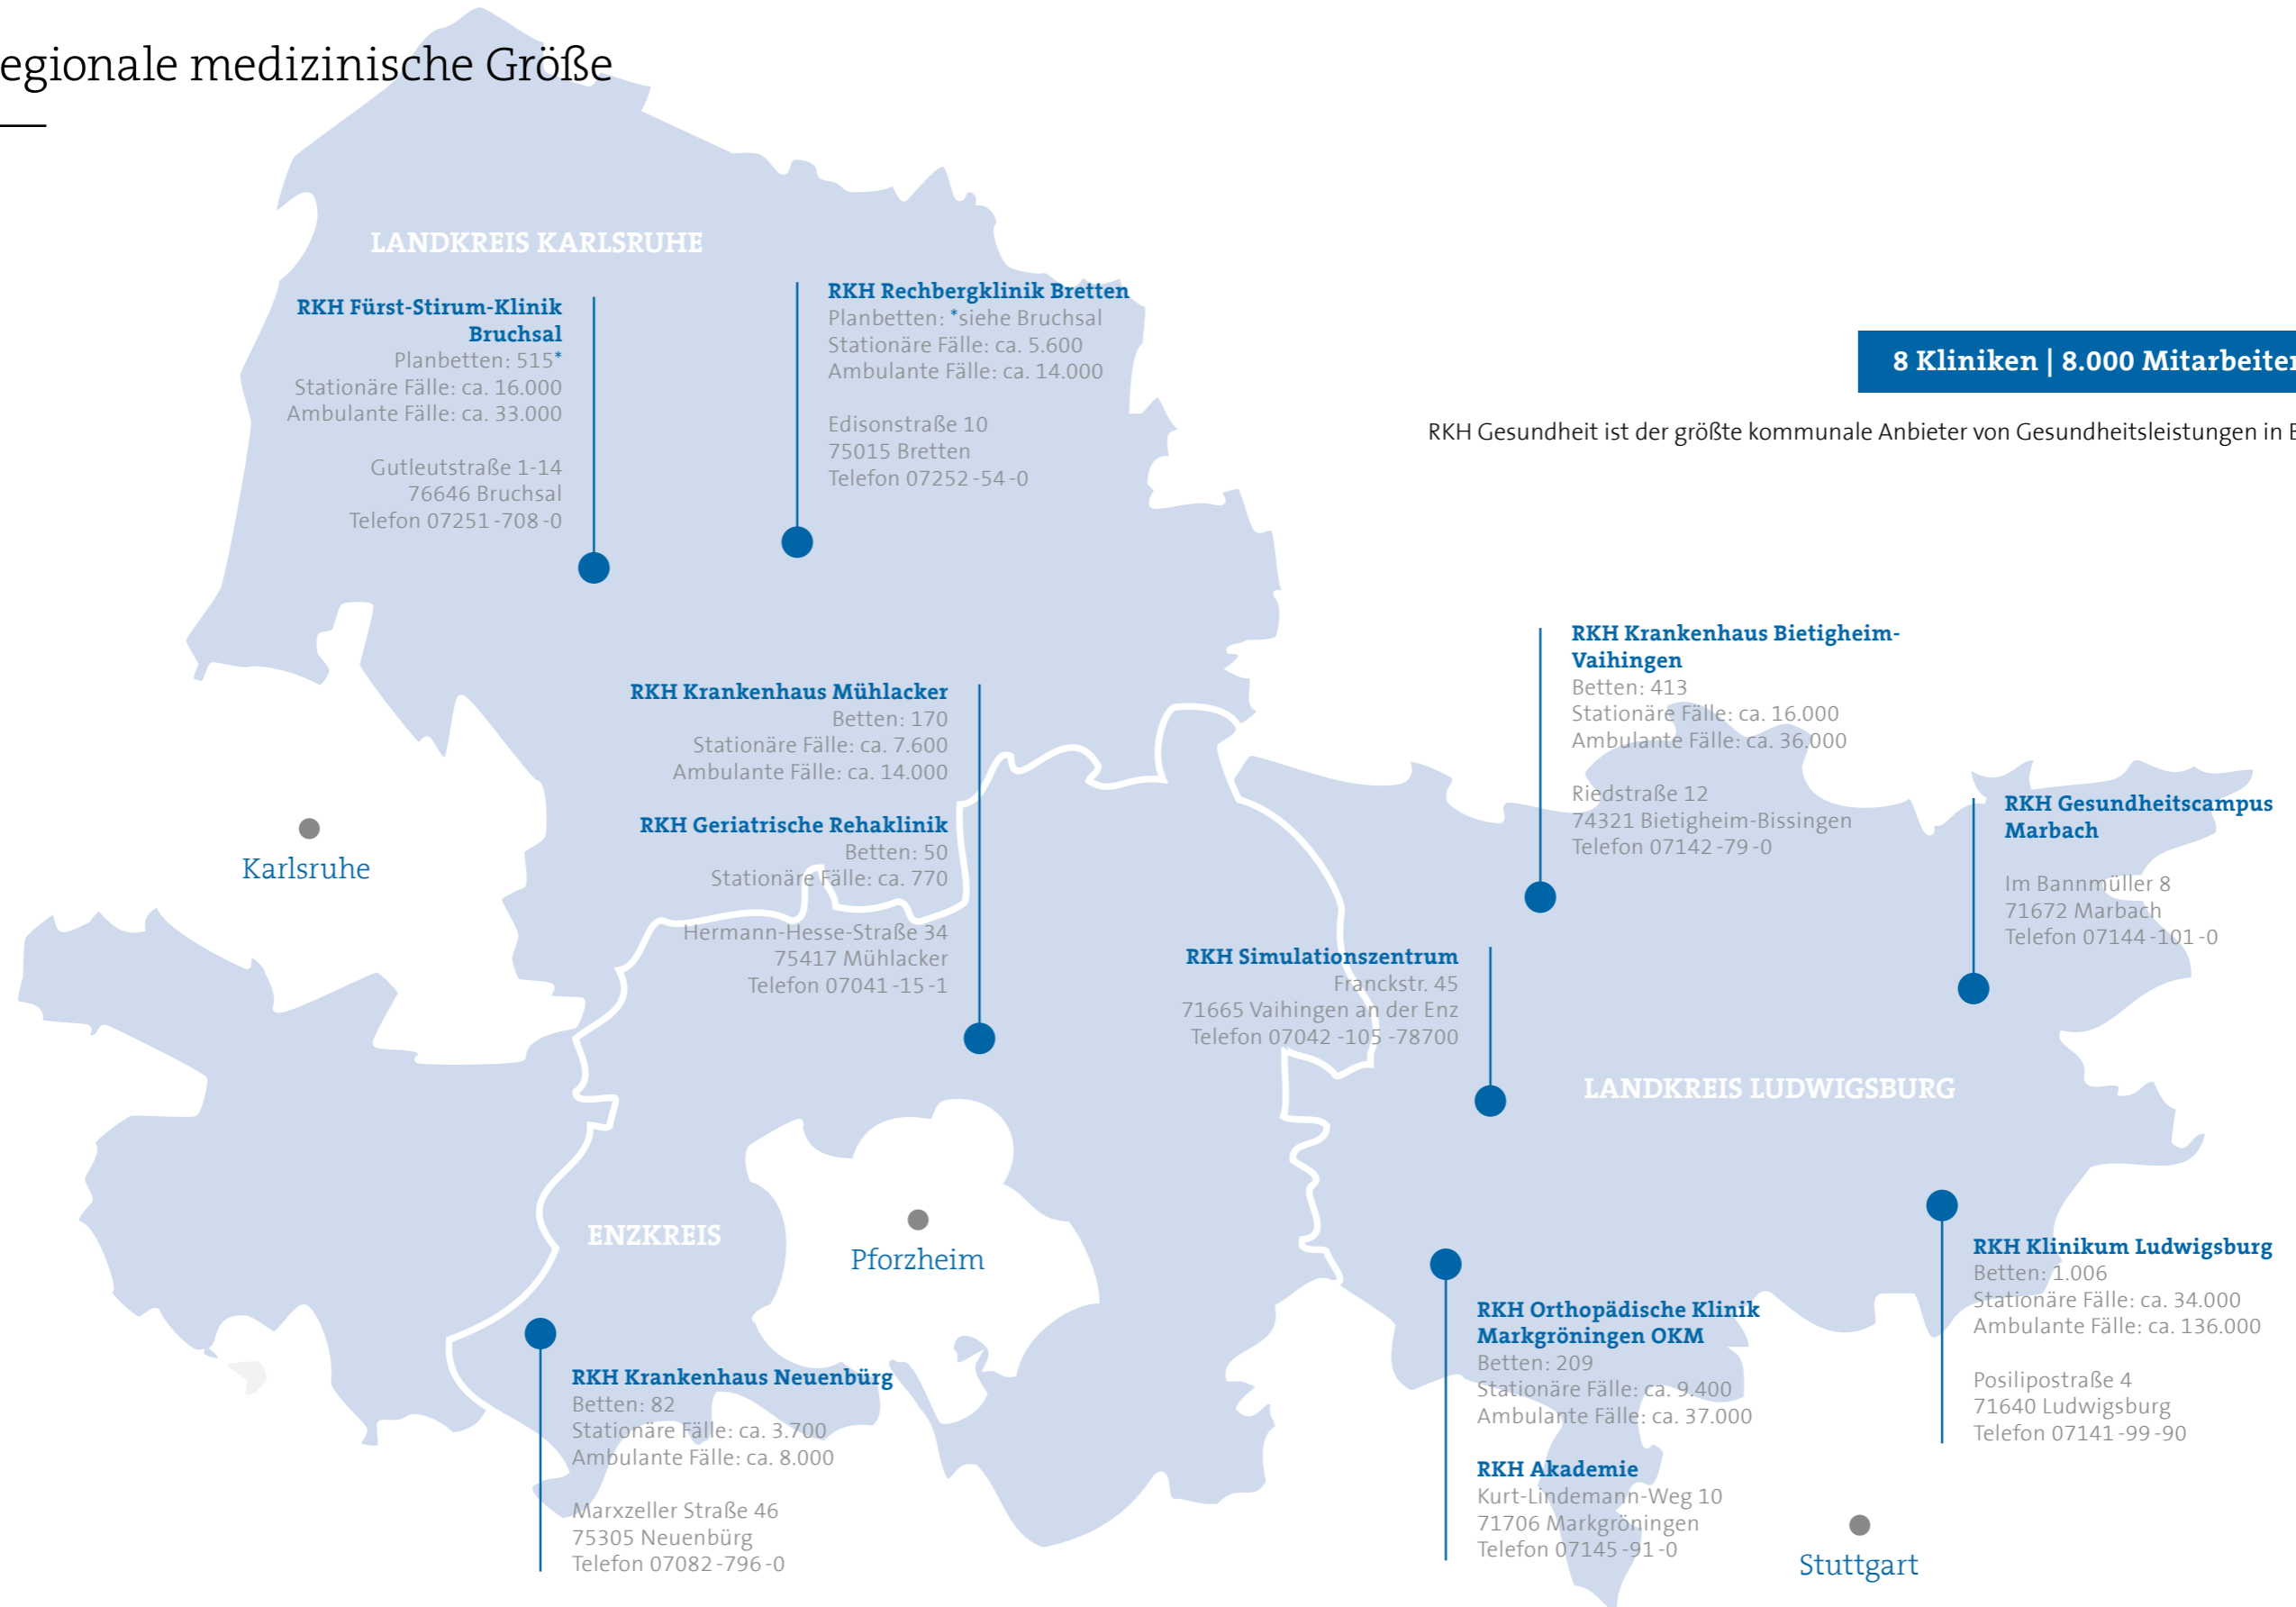 egionale medizinische Größe
LANDKREIS KARLSRUHE
RKH Fürst-Stirum-Klinik
Bruchsal
Planbetten: 515*
Stationäre Fälle: ca. 16.000
Ambulante Fälle: ca. 33.000
Gutleutstraße 1-14
76646 Bruchsal
Telefon 07251-708-0
RKH Rechbergklinik Bretten
Planbetten: *siehe Bruchsal
Stationäre Fälle: ca. 5.600
Ambulante Fälle: ca. 14.000
Edisonstraße 10
75015 Bretten
Telefon 07252-54-0
8 Kliniken | 8.000 Mitarbeiter
RKH Gesundheit ist der größte kommunale Anbieter von Gesundheitsleistungen in
RKH Krankenhaus Mühlacker
Betten: 170
Stationäre Fälle: ca. 7.600
Ambulante Fälle: ca. 14.000
RKH Geriatrische Rehaklinik
Betten: 50
Stationäre Fälle: ca. 770
Hermann-Hesse-Straße 34
75417 Mühlacker
Telefon 07041-15-1
RKH Krankenhaus Bietigheim-
Vaihingen
Betten: 413
Stationäre Fälle: ca. 16.000
Ambulante Fälle: ca. 36.000
Riedstraße 12
74321 Bietigheim-Bissingen
Telefon 07142-79-0
RKH Gesundheitscampus
Marbach
Im Bannmüller 8
71672 Marbach
Telefon 07144-101-0
Karlsruhe
RKH Simulationszentrum
Franckstr. 45
71665 Vaihingen an der Enz
Telefon 07042 -105 -78700
LANDKREIS LUDWIGSBURG
ENZKREIS
Pforzheim
RKH Klinikum Ludwigsburg
Betten: 1.006
Stationäre Fälle: ca. 34.000
Ambulante Fälle: ca. 136.000
Posilipostraße 4
71640 Ludwigsburg
Telefon 07141-99-90
RKH Orthopädische Klinik
Markgröningen OKM
Betten: 209
Stationäre Fälle: ca. 9.400
Ambulante Fälle: ca. 37.000
RKH Akademie
Kurt-Lindemann-Weg 10
71706 Markgröningen
Telefon 07145-91-0
RKH Krankenhaus Neuenbürg
Betten: 82
Stationäre Fälle: ca. 3.700
Ambulante Fälle: ca. 8.000
Marxzeller Straße 46
75305 Neuenbürg
Telefon 07082-796-0
Stuttgart